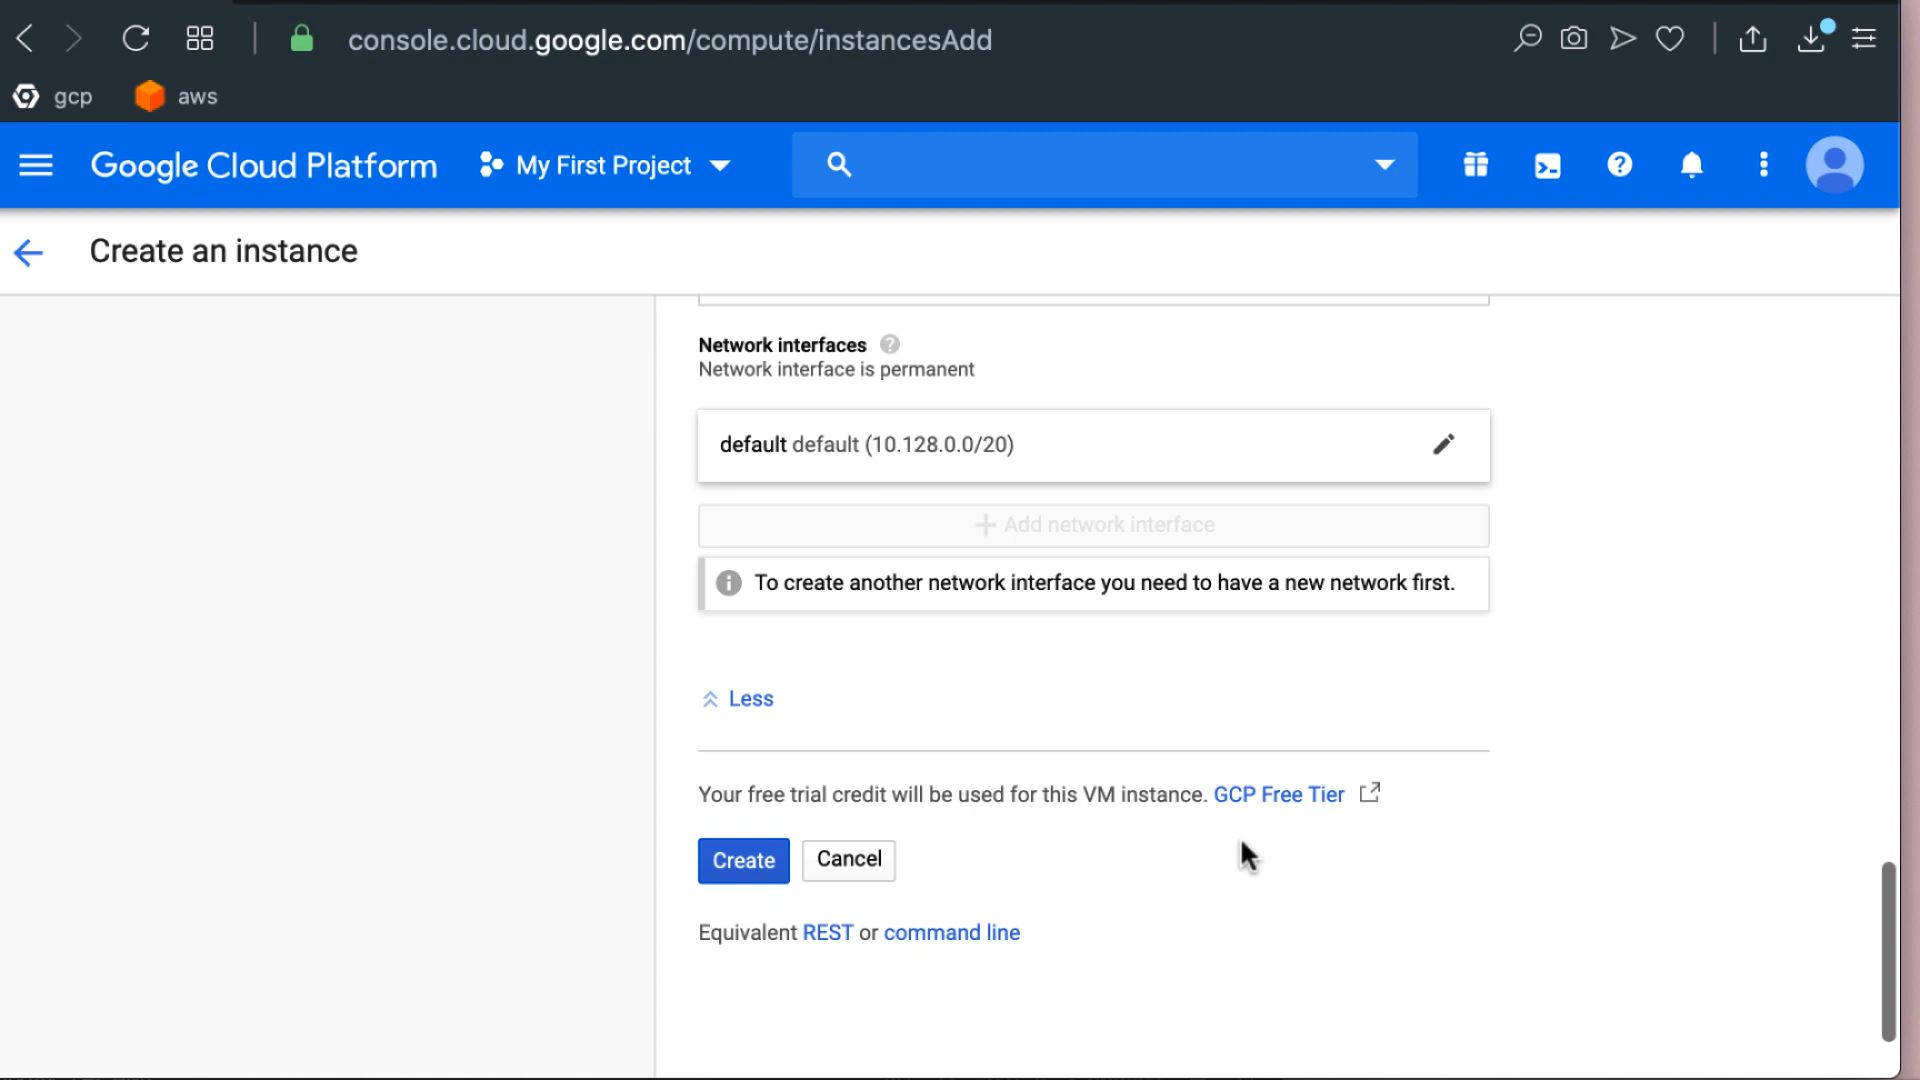 console.cloud.google.com/compute/instancesAdd
gcp aws
Google Cloud Platform My First Project
Create an instance
Network interfaces ?
Network interface is permanent
default default (10.128.0.0/20)
+ Add network interface
To create another network interface you need to have a new network first.
Less
Your free trial credit will be used for this VM instance. GCP Free Tier
Create Cancel
Equivalent REST or command line